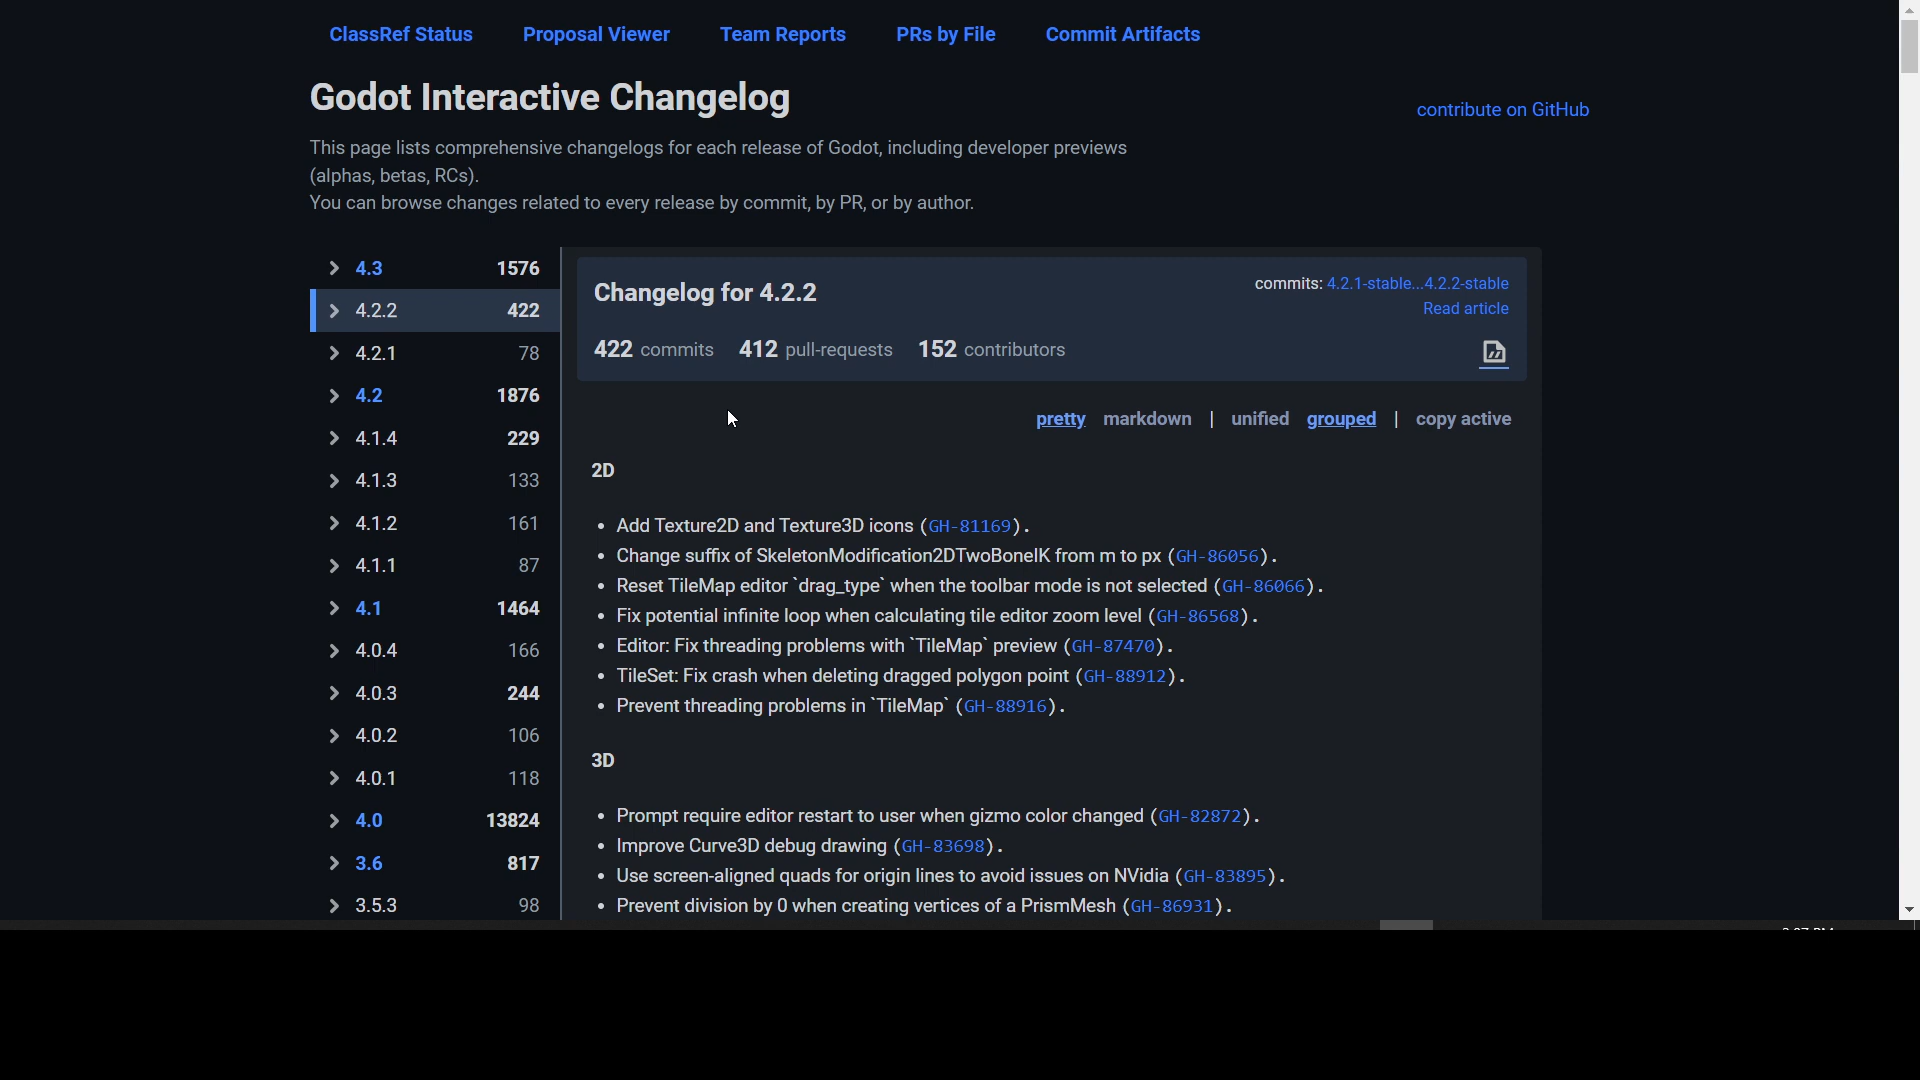 ClassRef Status Proposal Viewer Team Reports PRs by File Commit Artifacts
Godot Interactive Changelog
contribute on GitHub
This page lists comprehensive changelogs for each release of Godot, including developer previews
(alphas, betas, RCs).
You can browse changes related to every release by commit, by PR, or by author.
4.3 1576
4.2.2 422
4.2.1 78
4.2 1876
4.1.4 229
4.1.3 133
4.1.2 161
4.1.1 87
4.1 1464
4.0.4 166
4.0.3 244
4.0.2 106
4.0.1 118
4.0 13824
3.6 817
3.5.3 98
Changelog for 4.2.2
commits: 4.2.1-stable...4.2.2-stable
Read article
422 commits 412 pull-requests 152 contributors
pretty markdown | unified grouped | copy active
2D
• Add Texture2D and Texture3D icons (GH-81169).
• Change suffix of SkeletonModification2DTwoBoneIK from m to px (GH-86056).
• Reset TileMap editor `drag_type` when the toolbar mode is not selected (GH-86066).
• Fix potential infinite loop when calculating tile editor zoom level (GH-86568).
• Editor: Fix threading problems with `TileMap` preview (GH-87470).
• TileSet: Fix crash when deleting dragged polygon point (GH-88912).
• Prevent threading problems in `TileMap` (GH-88916).
3D
• Prompt require editor restart to user when gizmo color changed (GH-82872).
• Improve Curve3D debug drawing (GH-83698).
• Use screen-aligned quads for origin lines to avoid issues on NVidia (GH-83895).
• Prevent division by 0 when creating vertices of a PrismMesh (GH-86931).